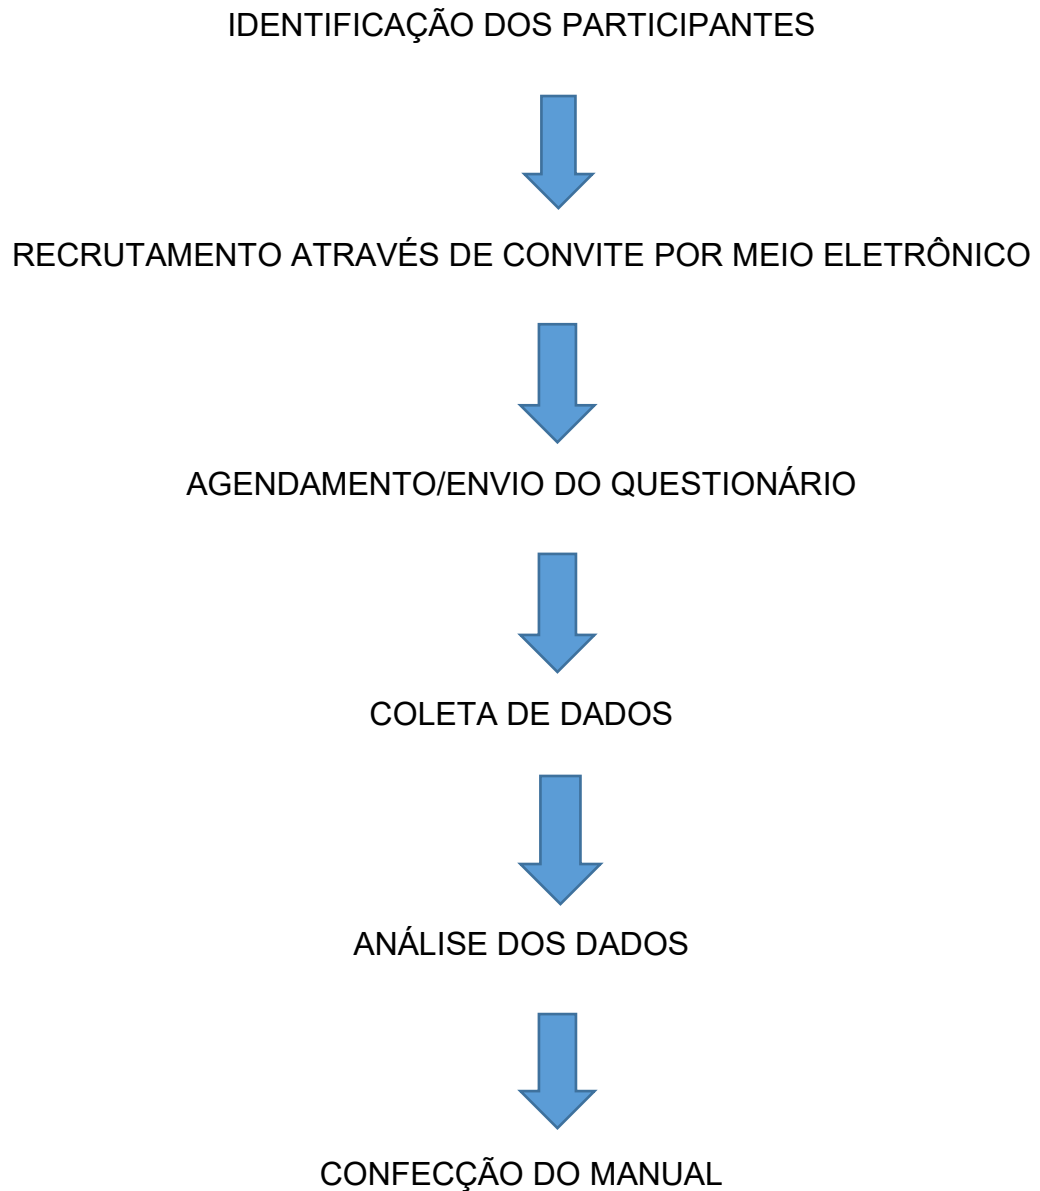 IDENTIFICAÇÃO DOS PARTICIPANTES
RECRUTAMENTO ATRAVÉS DE CONVITE POR MEIO ELETRÔNICO
AGENDAMENTO/ENVIO DO QUESTIONÁRIO
COLETA DE DADOS
ANÁLISE DOS DADOS
CONFECÇÃO DO MANUAL